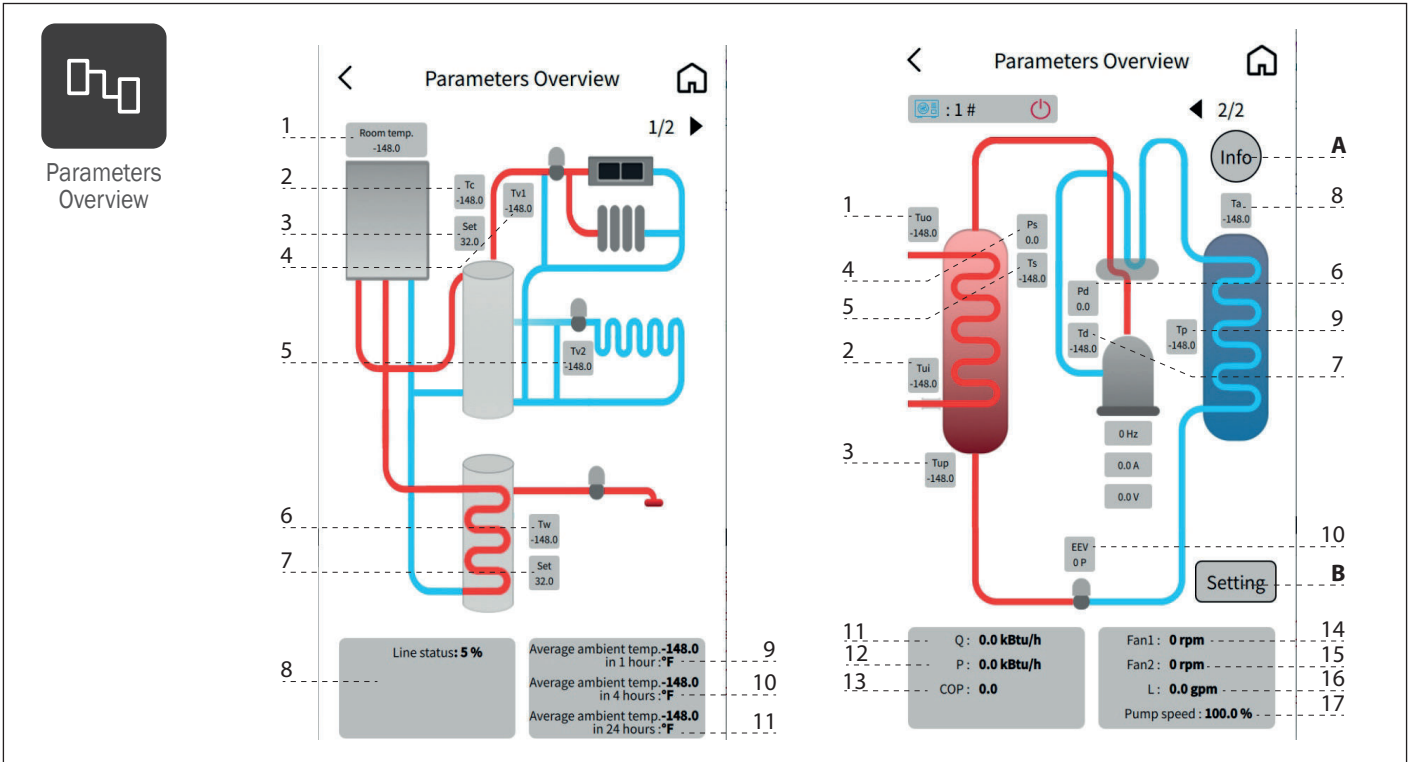 Parameters
Overview
Parameters Overview
1/2
1
2
3
4
5
6
7
8
Room temp.
-148.0
Tc
-148.0
Set
32.0
Tv1
-148.0
Tv2
-148.0
Tw
-148.0
Set
32.0
Line status: 5 %
Average ambient temp.-148.0
in 1 hour :°F
Average ambient temp.-148.0
in 4 hours :°F
Average ambient temp.-148.0
in 24 hours :°F
9
10
11
Parameters Overview
: 1 #
2/2
Info
A
1
2
3
4
5
Tuo
-148.0
Ps
0.0
Ts
-148.0
Ta
-148.0
8
Pd
0.0
6
Td
-148.0
Tp
-148.0
9
7
Tui
-148.0
Tup
-148.0
0 Hz
0.0 A
0.0 V
EEV
0 P
10
Setting
B
11
12
13
Q : 0.0 kBtu/h
P : 0.0 kBtu/h
COP : 0.0
Fan1 : 0 rpm
Fan2 : 0 rpm
L : 0.0 gpm
Pump speed : 100.0 %
14
15
16
17